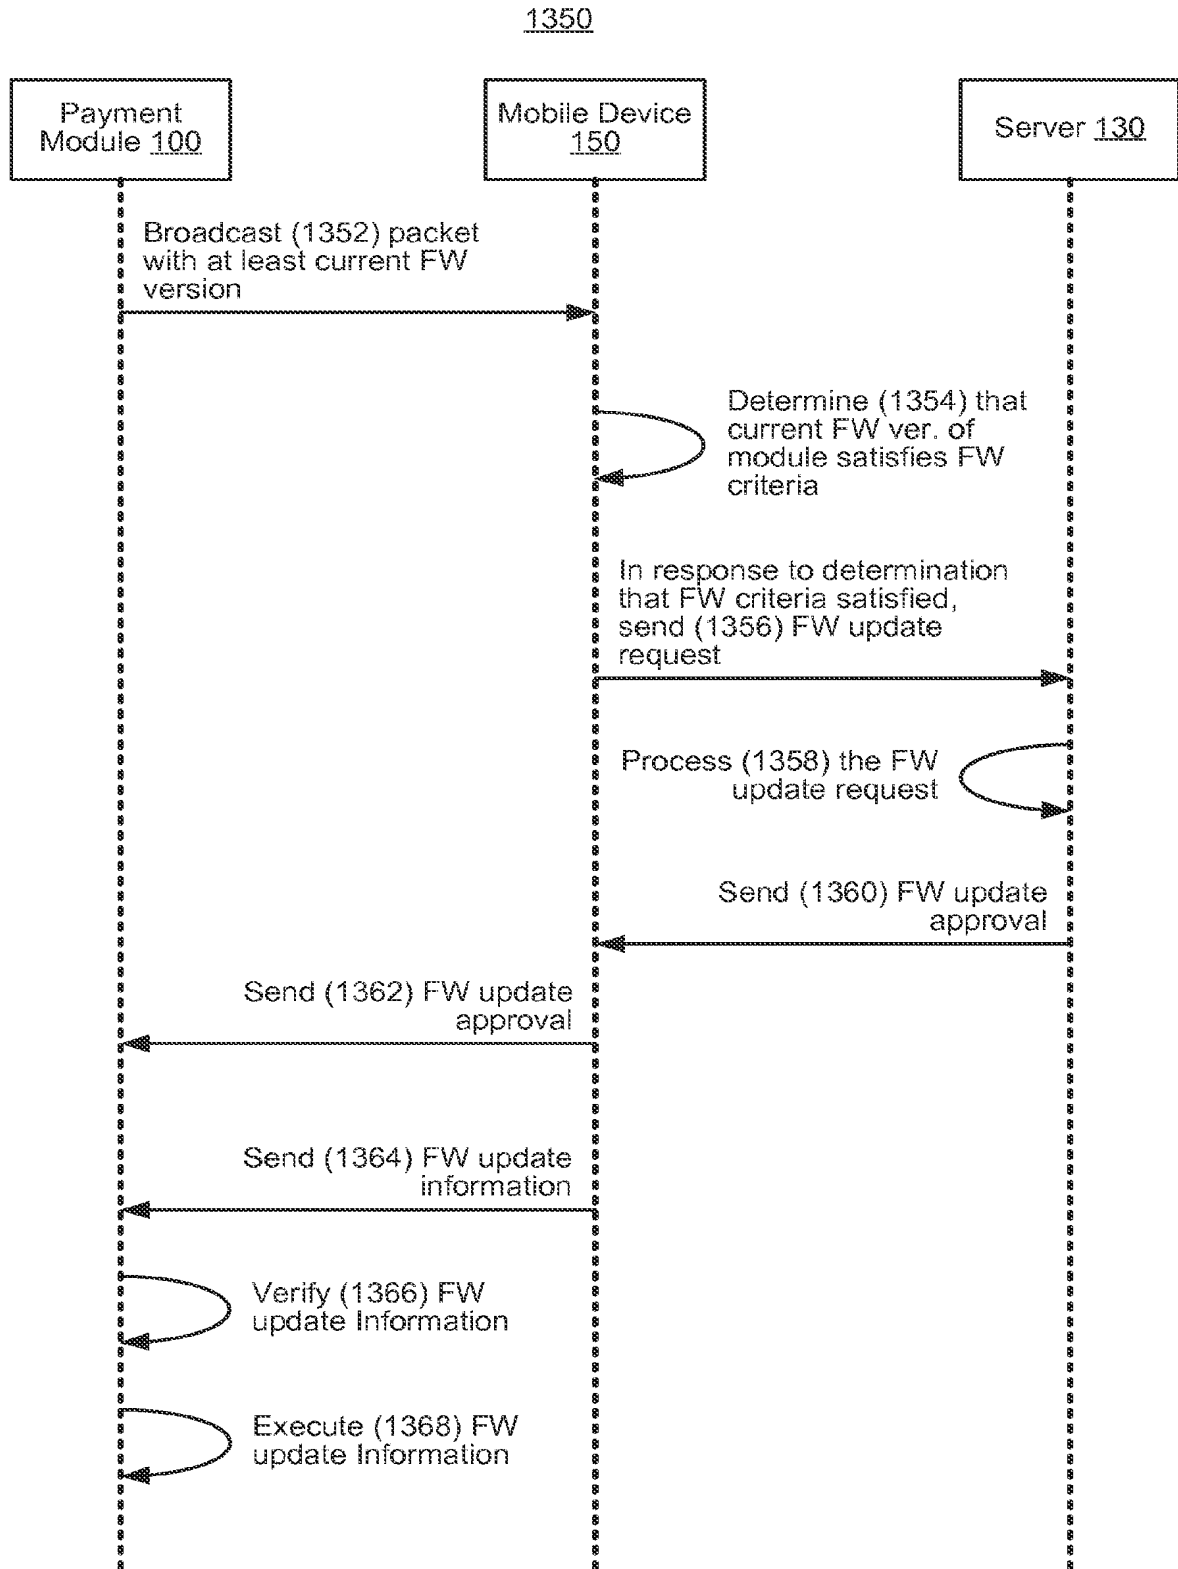 1350
Payment
Module 100
Mobile Device
150
Server 130
Broadcast (1352) packet
with at least current FW
version
Determine (1354) that
current FW ver. of
module satisfies FW
criteria
In response to determination
that FW criteria satisfied,
send (1356) FW update
request
Process (1358) the FW
update request
Send (1360) FW update
approval
Send (1362) FW update
approval
Send (1364) FW update
information
Verify (1366) FW
update Information
Execute (1368) FW
update Information